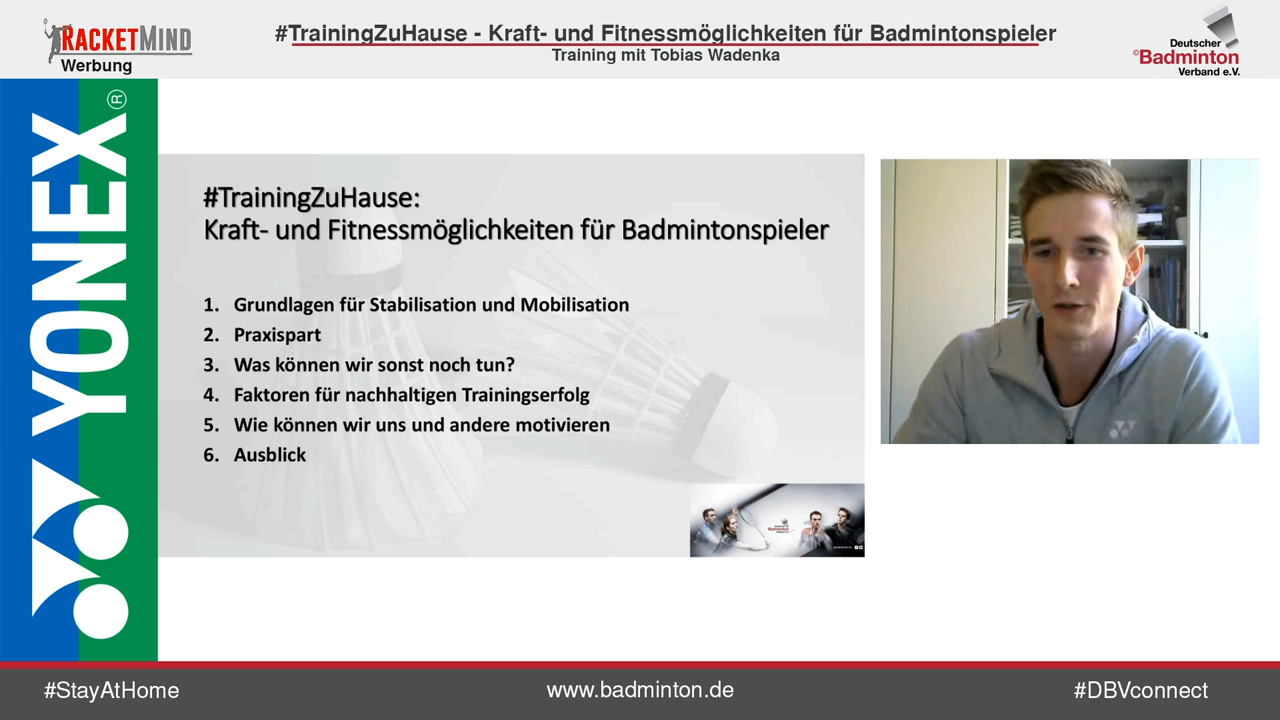 RACKETMIND
Werbung
#TrainingZuHause - Kraft- und Fitnessmöglichkeiten für Badmintonspieler
Training mit Tobias Wadenka
Deutscher
©Badminton
Verband e.V.
YONEX®
#TrainingZuHause:
Kraft- und Fitnessmöglichkeiten für Badmintonspieler
1. Grundlagen für Stabilisation und Mobilisation
2. Praxispart
3. Was können wir sonst noch tun?
4. Faktoren für nachhaltigen Trainingserfolg
5. Wie können wir uns und andere motivieren
6. Ausblick
#StayAtHome
www.badminton.de
#DBVconnect